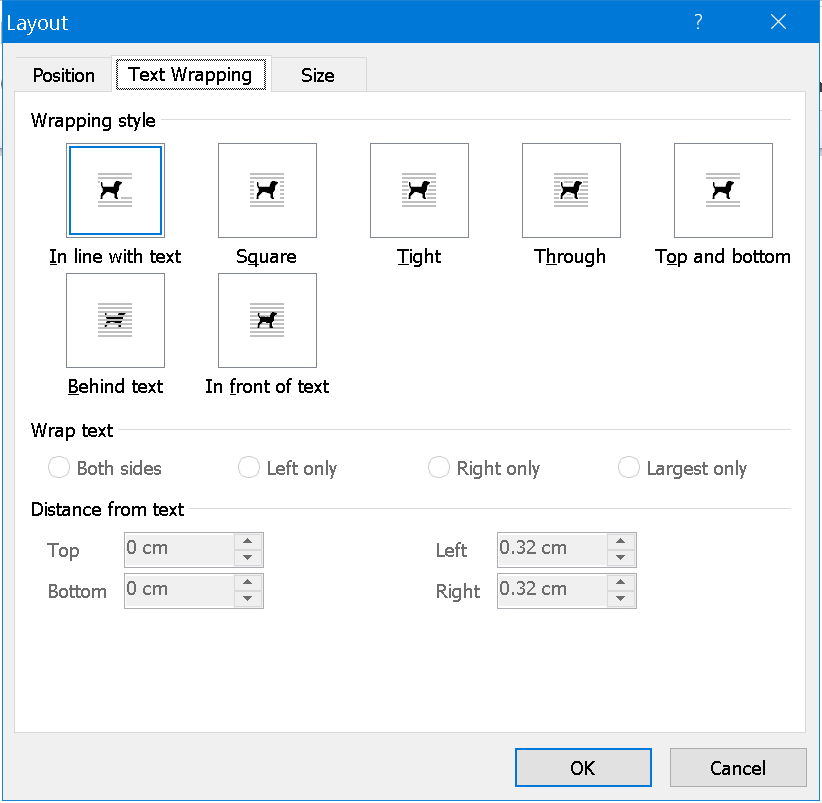 Layout ?
Position Text Wrapping Size
Wrapping style
In line with text Square Tight Through Top and bottom
Behind text In front of text
Wrap text
Both sides Left only Right only Largest only
Distance from text
Top 0 cm Left 0.32 cm
Bottom 0 cm Right 0.32 cm
OK Cancel